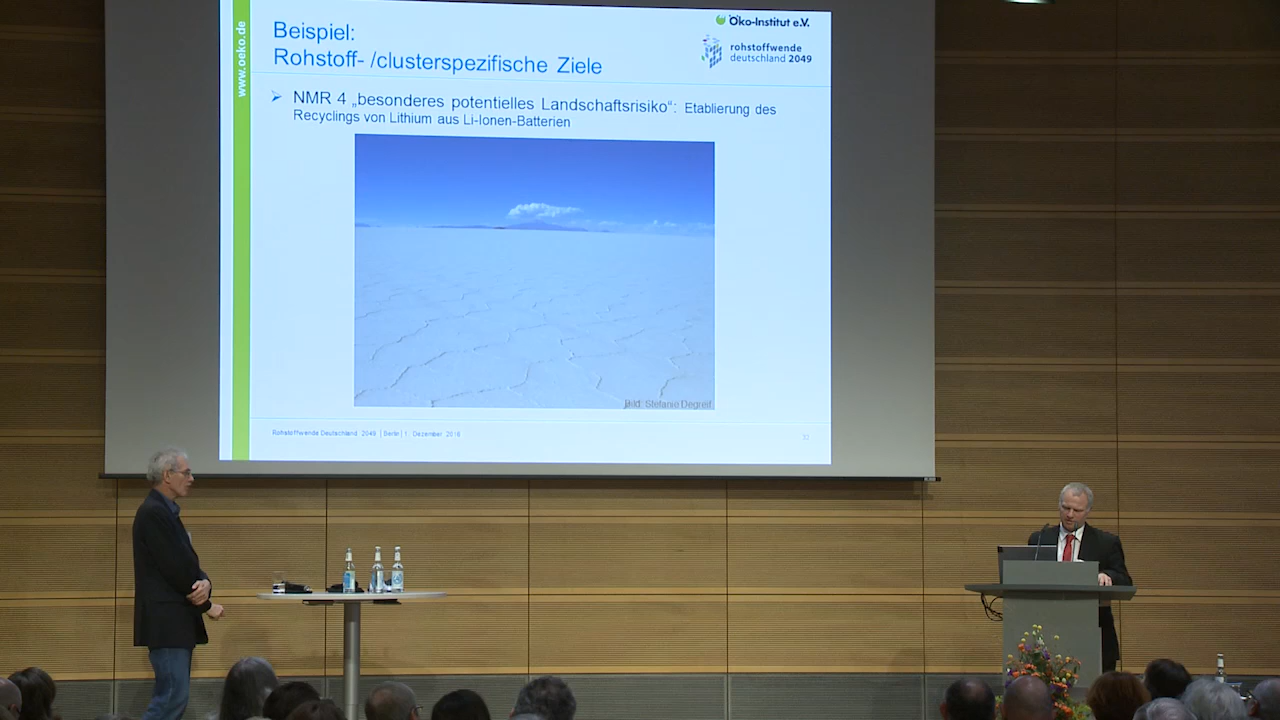 www.oeko.de
Öko-Institut e.V.
Beispiel:
Rohstoff- /clusterspezifische Ziele
rohstoffwende
deutschland 2049
NMR 4 „besonderes potentielles Landschaftsrisiko“: Etablierung des
Recyclings von Lithium aus Li-Ionen-Batterien
Bild: Stefanie Degreif
Rohstoffwende Deutschland 2049 | Berlin | 1. Dezember 2016